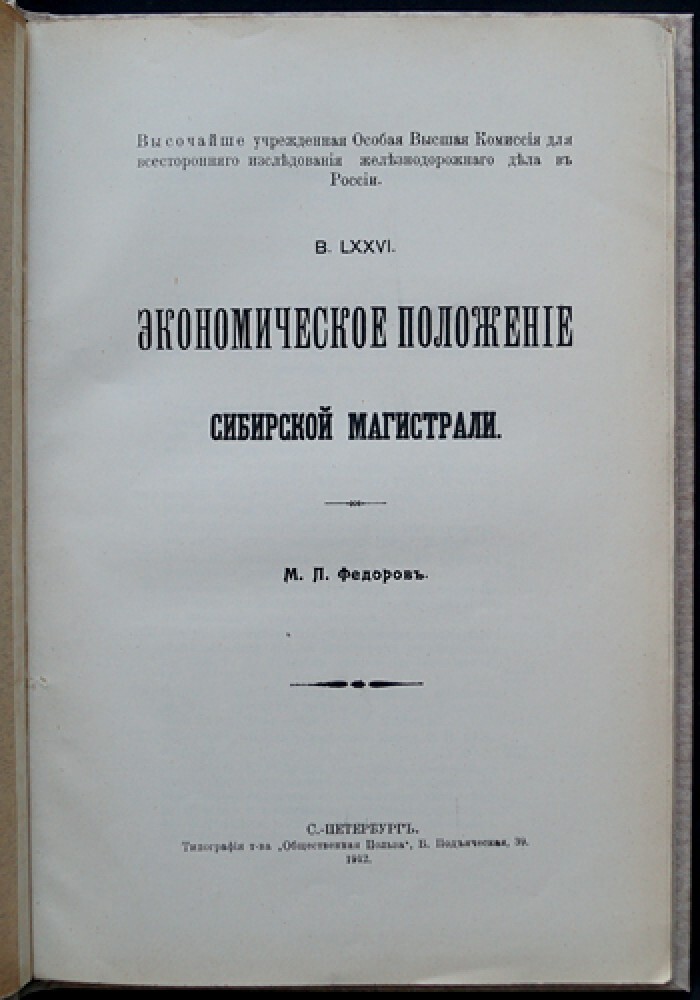 Высочайше учрежденная Особая Высшая Комиссія для
всесторонняго изслѣдованія желѣзнодорожнаго дѣла въ
Россіи.
В. LXXVI.
ЭКОНОМИЧЕСКОЕ ПОЛОЖЕНІЕ
СИБИРСКОЙ МАГИСТРАЛИ.
М. П. Федоровъ.
С.-ПЕТЕРБУРГЪ.
Типографія т-ва „Общественная Польза“, Б. Подъяческая, 39.
1912.